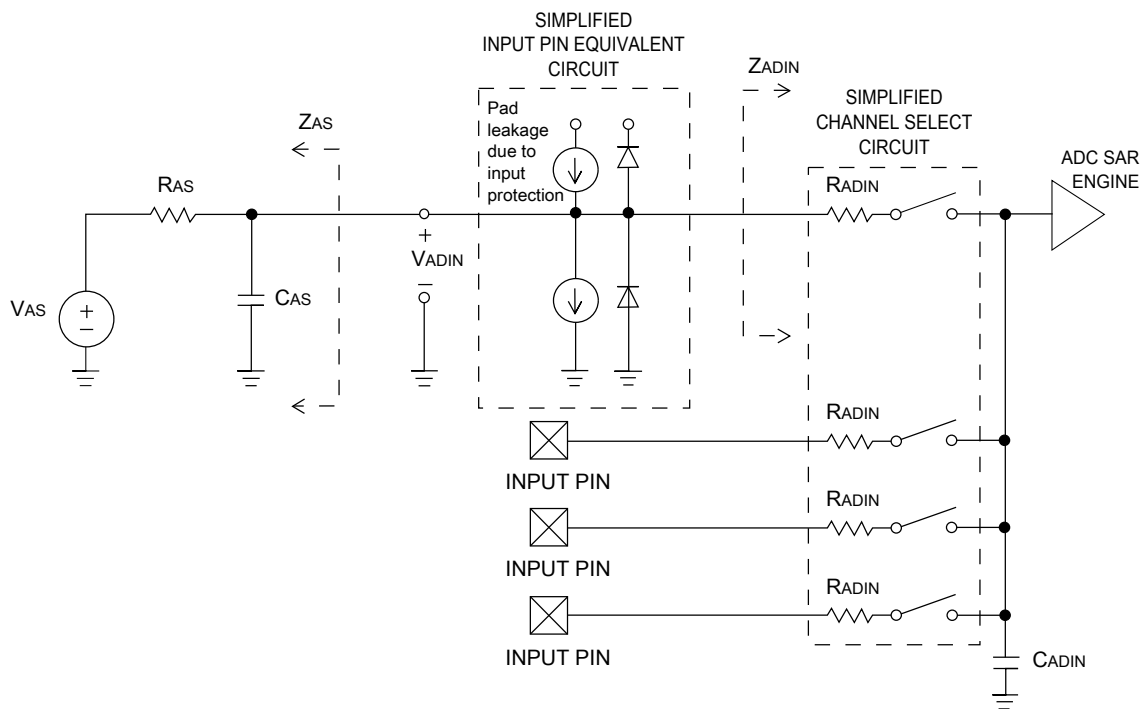 SIMPLIFIED
INPUT PIN EQUIVALENT
CIRCUIT
ZADIN
Pad
leakage
due to
input
protection
SIMPLIFIED
CHANNEL SELECT
CIRCUIT
ZAS
ADC SAR
ENGINE
RAS
RADIN
+
VADIN
–
VAS
+
–
CAS
RADIN
INPUT PIN
RADIN
INPUT PIN
RADIN
INPUT PIN
CADIN